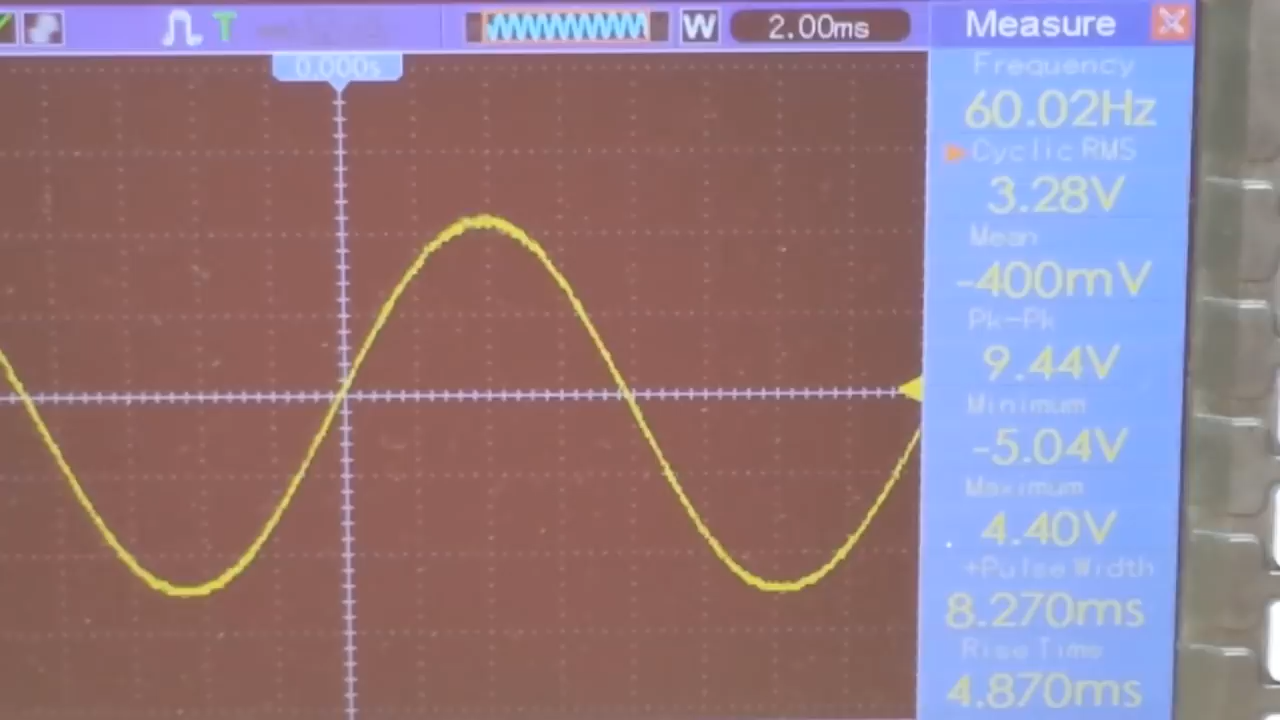 T
W
2.00ms
0.000s
Measure
Frequency
60.02Hz
Cyclic RMS
3.28V
Mean
-400mV
Pk-Pk
9.44V
Minimum
-5.04V
Maximum
4.40V
+Pulse Width
8.270ms
Rise Time
4.870ms